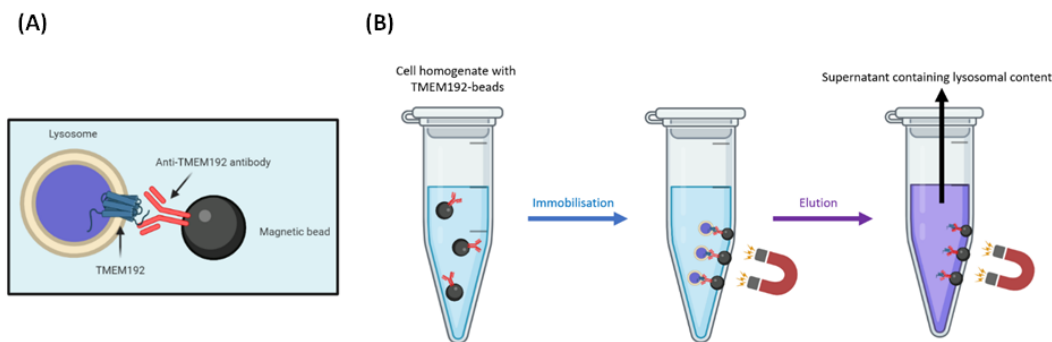 (A)
Lysosome
Anti-TMEM192 antibody
Magnetic bead
TMEM192
(B)
Cell homogenate with
TMEM192-beads
Immobilisation
Elution
Supernatant containing lysosomal content